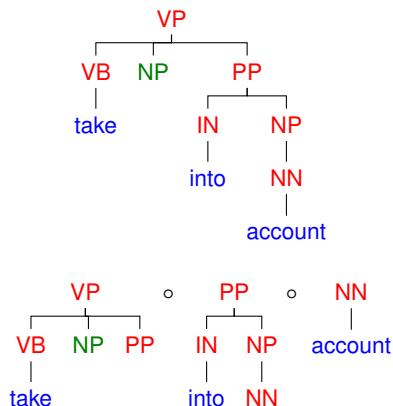 VP
VB NP PP
take IN NP
into NN
account
VP ∘ PP ∘ NN
VB NP PP IN NP account
take into NN